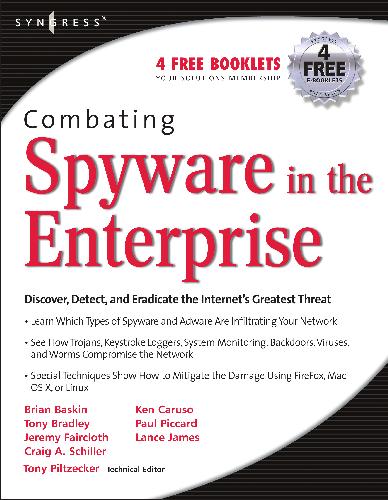 SYNGRESS
4 FREE BOOKLETS
YOUR SOLUTIONS MEMBERSHIP
4
FREE
E-BOOKLETS
Combating
Spyware in the
Enterprise
Discover, Detect, and Eradicate the Internet's Greatest Threat
• Learn Which Types of Spyware and Adware Are Infiltrating Your Network
• See How Trojans, Keystroke Loggers, System Monitoring, Backdoors, Viruses,
and Worms Compromise the Network
• Special Techniques Show How to Mitigate the Damage Using FireFox, Mac
OS X, or Linux
Brian Baskin
Tony Bradley
Jeremy Faircloth
Craig A. Schiller
Ken Caruso
Paul Piccard
Lance James
Tony Piltzecker Technical Editor